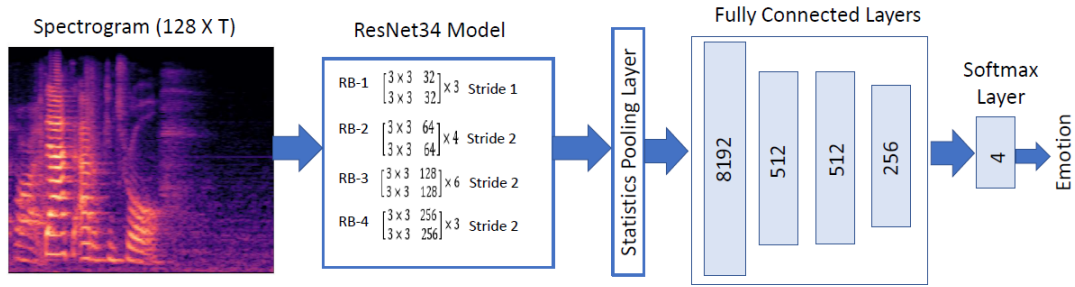 Spectrogram (128 X T)
ResNet34 Model
RB-1 [3 × 3 32
3 × 3 32] × 3 Stride 1
RB-2 [3 × 3 64
3 × 3 64] × 4 Stride 2
RB-3 [3 × 3 128
3 × 3 128] × 6 Stride 2
RB-4 [3 × 3 256
3 × 3 256] × 3 Stride 2
Statistics Pooling Layer
Fully Connected Layers
8192
512
512
256
Softmax
Layer
4
Emotion